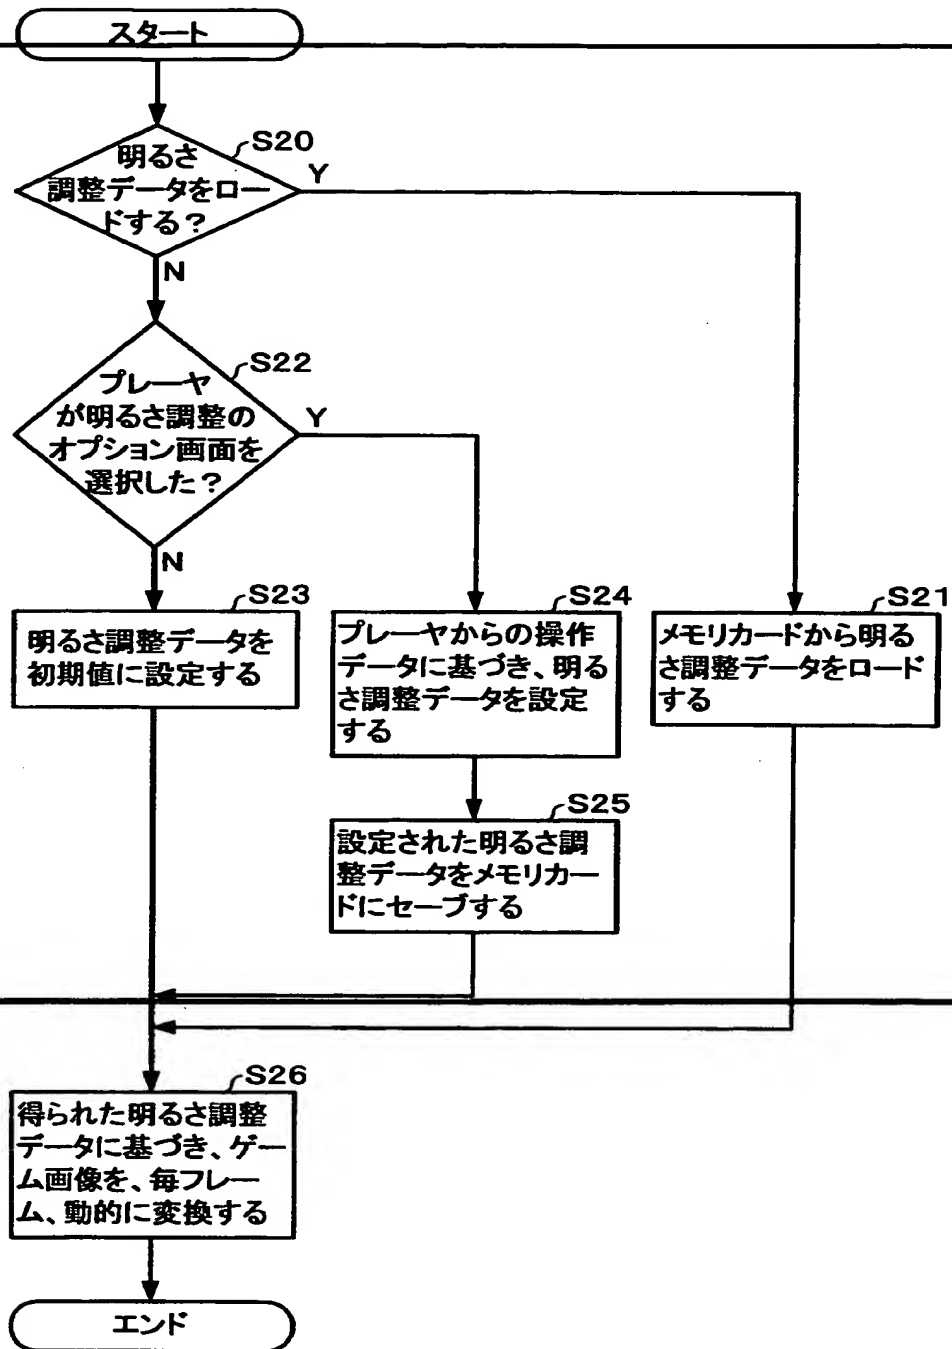 スタート
S20
明るさ
調整データをロー
ドする?
Y
N
S22
プレーヤ
が明るさ調整の
オプション画面を
選択した?
Y
N
S23
明るさ調整データを
初期値に設定する
S24
プレーヤからの操作
データに基づき、明る
さ調整データを設定
する
S21
メモリカードから明る
さ調整データをロード
する
S25
設定された明るさ調
整データをメモリカー
ドにセーブする
S26
得られた明るさ調整
データに基づき、ゲー
ム画像を、毎フレー
ム、動的に変換する
エンド